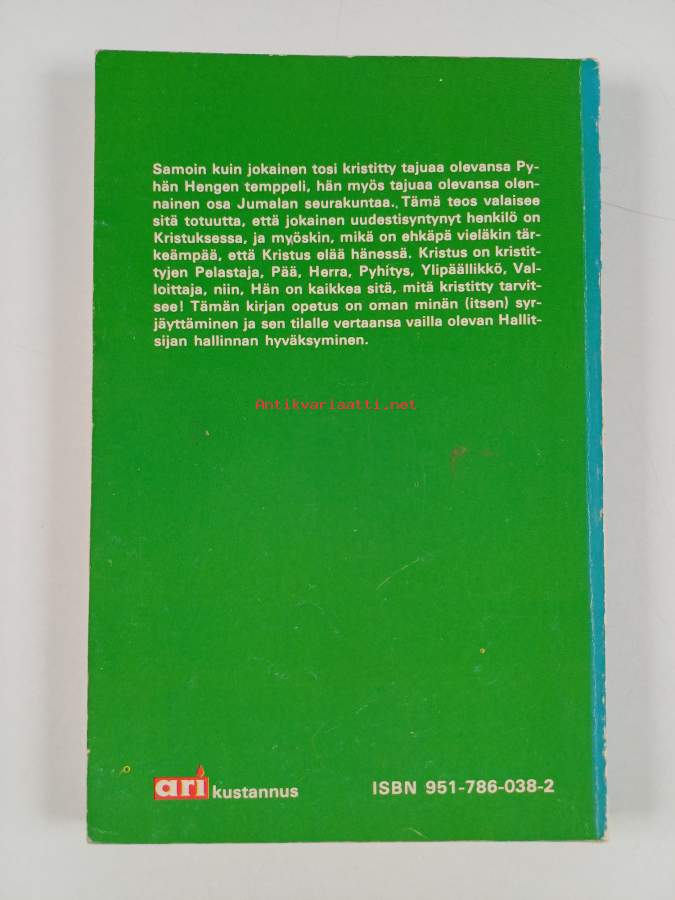 Samoin kuin jokainen tosi kristitty tajuaa olevansa Py-
hän Hengen temppeli, hän myös tajuaa olevansa olen-
nainen osa Jumalan seurakuntaa. Tämä teos valaisee
sitä totuutta, että jokainen uudestisyntynyt henkilö on
Kristuksessa, ja myöskin, mikä on ehkäpä vieläkin tär-
keämpää, että Kristus elää hänessä. Kristus on kristit-
tyjen Pelastaja, Pää, Herra, Pyhitys, Ylipäällikkö, Val-
loittaja, niin, Hän on kaikkea sitä, mitä kristitty tarvit-
see! Tämän kirjan opetus on oman minän (itsen) syr-
jäyttäminen ja sen tilalle vertaansa vailla olevan Hallit-
sijan hallinnan hyväksyminen.
Antikvariaatti.net
ari kustannus
ISBN 951-786-038-2